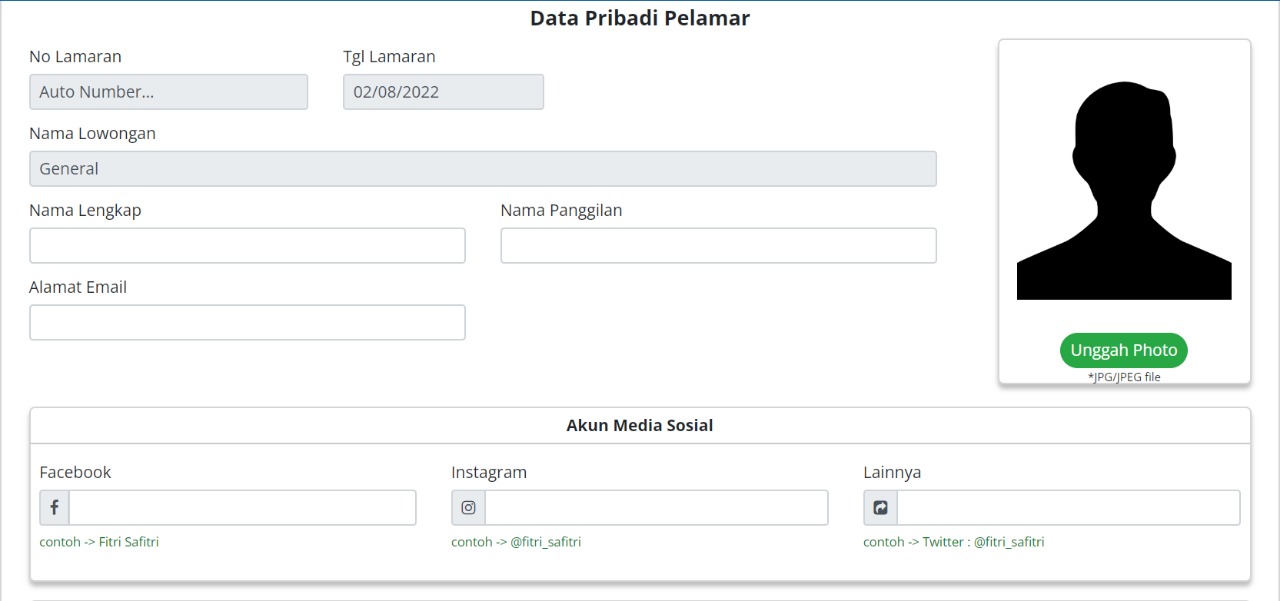 Data Pribadi Pelamar
No Lamaran
Tgl Lamaran
Auto Number...
02/08/2022
Nama Lowongan
General
Nama Lengkap
Nama Panggilan
Alamat Email
Unggah Photo
*JPG/JPEG file
Akun Media Sosial
Facebook
Instagram
Lainnya
contoh -> Fitri Safitri
contoh -> @fitri_safitri
contoh -> Twitter : @fitri_safitri